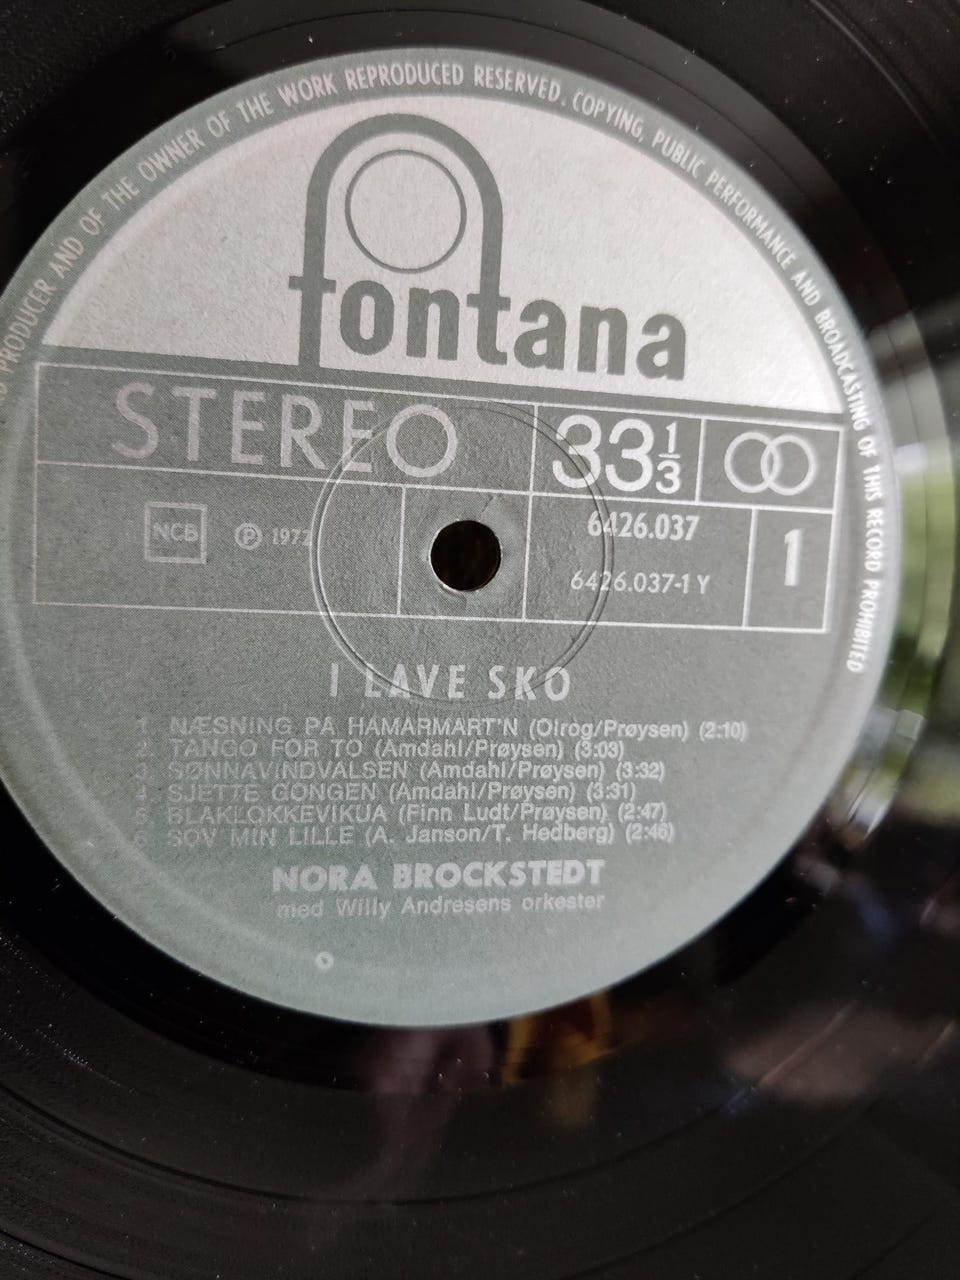 PRODUCER AND OF THE OWNER OF THE WORK REPRODUCED RESERVED. COPYING, PUBLIC PERFORMANCE AND BROADCASTING OF THIS RECORD PROHIBITED
fontana
STEREO 33 1/3
NCB ℗ 1972 6426.037 1
6426.037-1 Y
I LAVE SKO
1. NÆSNING PA HAMARMART'N (Olrog/Prøysen) (2:10)
2. TANGO FOR TO (Amdahl/Prøysen) (3:03)
3. SØNNAVINDVALSEN (Amdahl/Prøysen) (3:32)
4. SJETTE GONGEN (Amdahl/Prøysen) (3:31)
5. BLAKLOKKEVIKUA (Finn Ludt/Prøysen) (2:47)
6. SOV MIN LILLE (A. Janson/T. Hedberg) (2:46)
NORA BROCKSTEDT
med Willy Andresens orkester